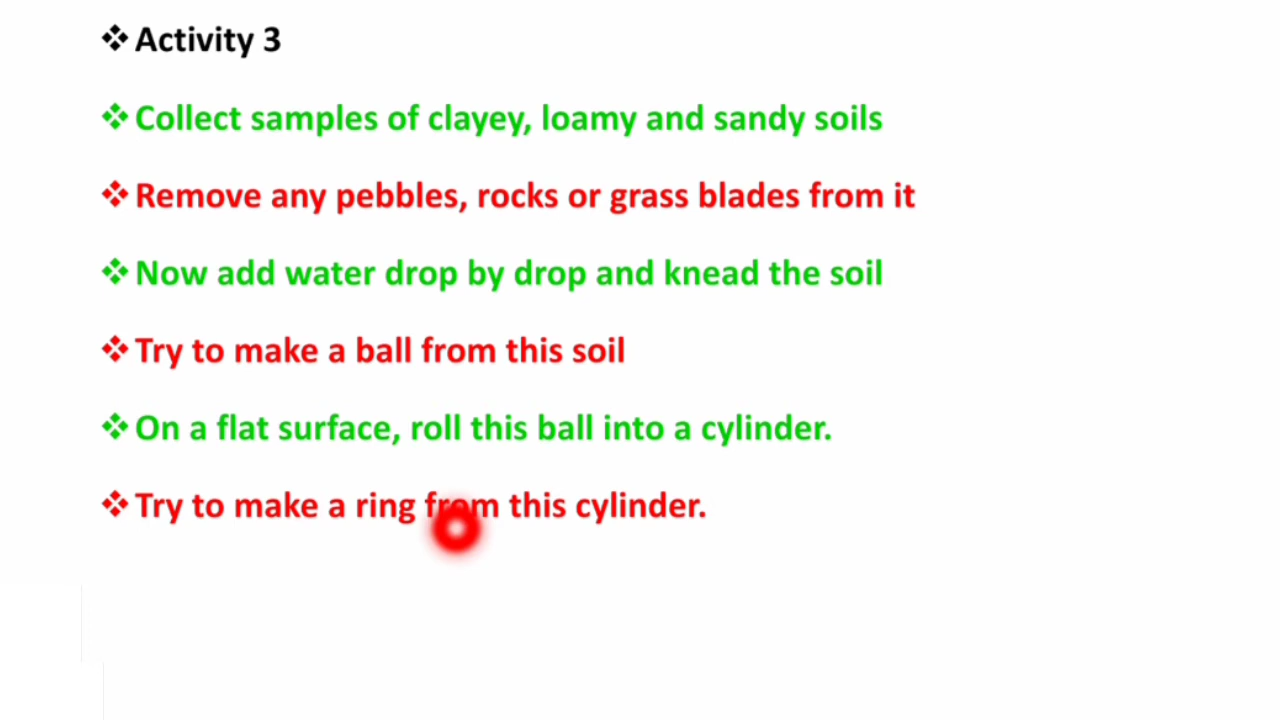 ❖ Activity 3
❖ Collect samples of clayey, loamy and sandy soils
❖ Remove any pebbles, rocks or grass blades from it
❖ Now add water drop by drop and knead the soil
❖ Try to make a ball from this soil
❖ On a flat surface, roll this ball into a cylinder.
❖ Try to make a ring from this cylinder.